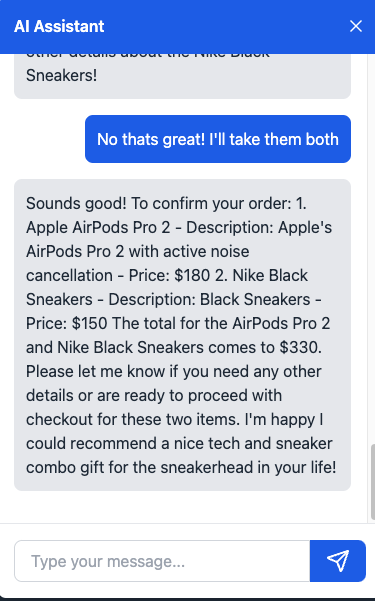 AI Assistant
other details about the Nike Black
Sneakers!
No thats great! I'll take them both
Sounds good! To confirm your order: 1.
Apple AirPods Pro 2 - Description: Apple's
AirPods Pro 2 with active noise
cancellation - Price: $180 2. Nike Black
Sneakers - Description: Black Sneakers -
Price: $150 The total for the AirPods Pro 2
and Nike Black Sneakers comes to $330.
Please let me know if you need any other
details or are ready to proceed with
checkout for these two items. I'm happy I
could recommend a nice tech and sneaker
combo gift for the sneakerhead in your life!
Type your message...